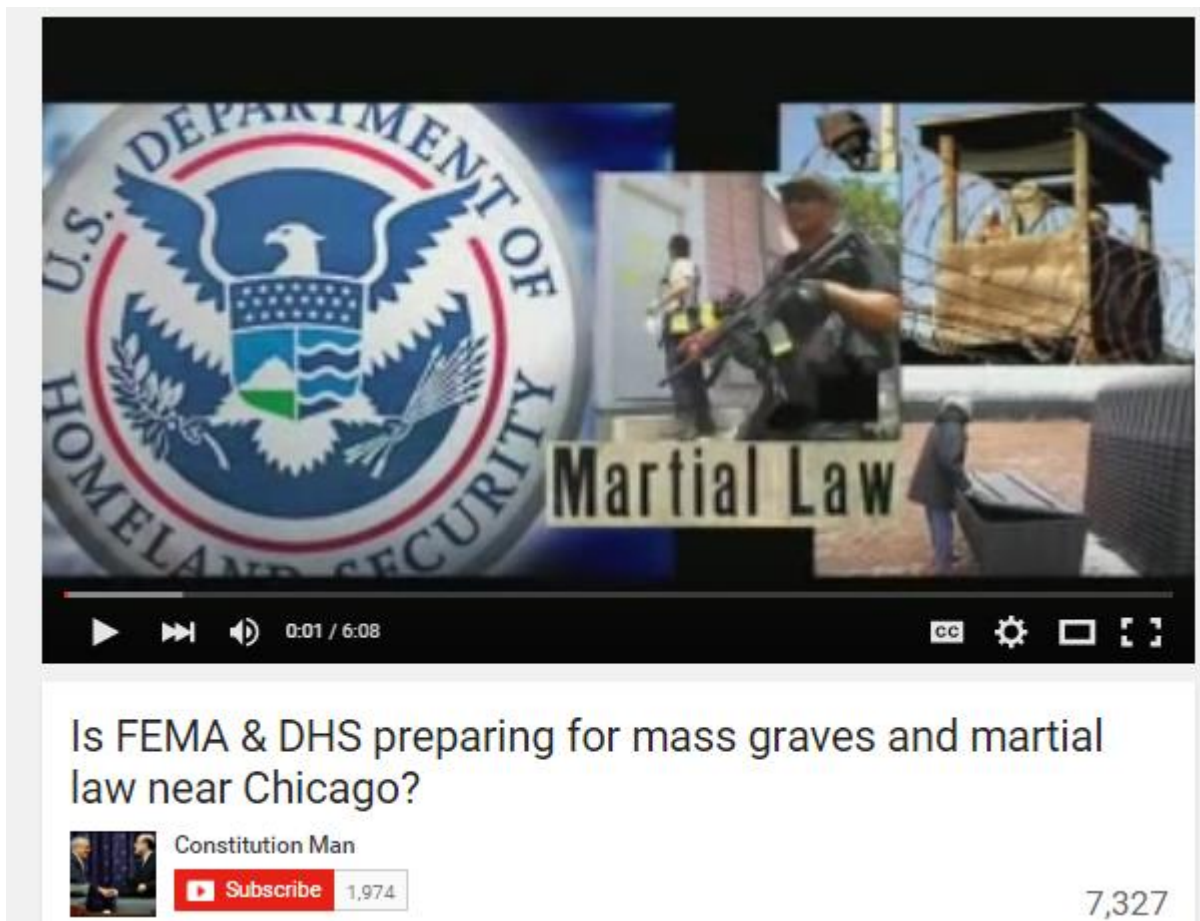 U.S. DEPARTMENT OF
HOMELAND SECURITY
Martial Law
0:01 / 6:08
CC
Is FEMA & DHS preparing for mass graves and martial
law near Chicago?
Constitution Man
Subscribe 1,974
7,327